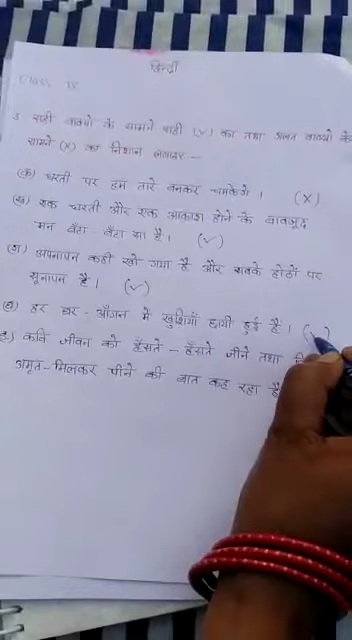 हिन्दी
Class IX
3 सही वाक्यो के सामने सही (✓) का तथा गलत वाक्यो के
सामने (X) का निशान लगाइए -
(क) धरती पर हम तारे बनकर चमकेगे । (X)
(ख) एक धरती और एक आकाश होने के बावजूद
मन बँटा - बँटा सा है । (✓)
(ग) अपनापन कही खो गया है और सबके होठों पर
सूनापन है । (✓)
(घ) हर घर - आँगन मे खुशियाँ छायी हुई हैं । (
कवि जीवन को हँसते - हँसते जीने तथा
अमृत - मिलकर पीने की बात कह रहा है